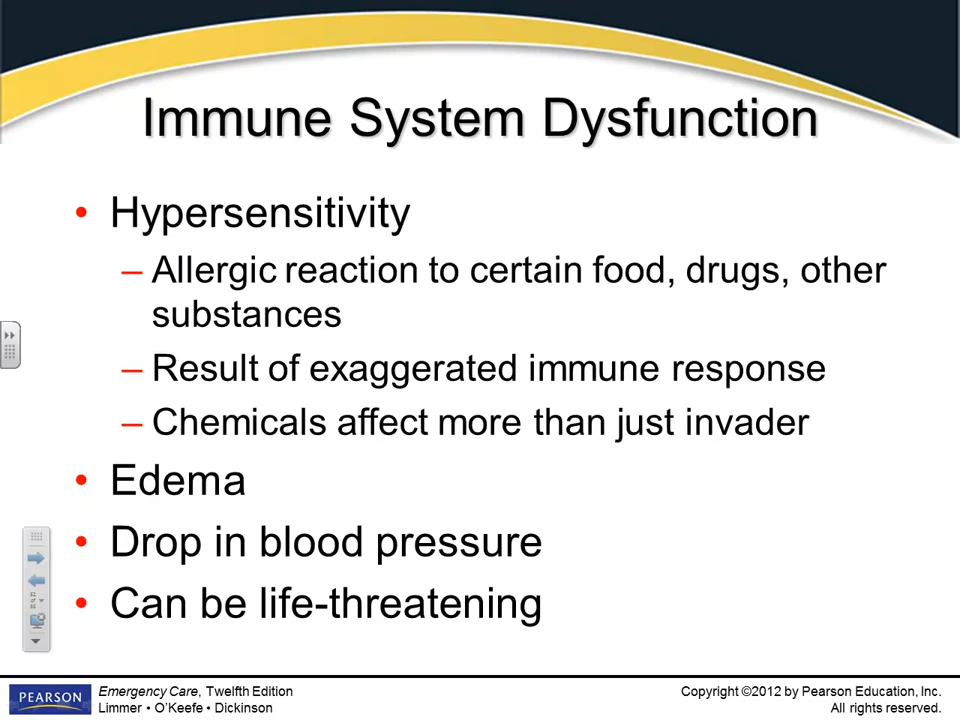 Immune System Dysfunction
• Hypersensitivity
– Allergic reaction to certain food, drugs, other
substances
– Result of exaggerated immune response
– Chemicals affect more than just invader
• Edema
• Drop in blood pressure
• Can be life-threatening
PEARSON
Emergency Care, Twelfth Edition
Limmer • O’Keefe • Dickinson
Copyright ©2012 by Pearson Education, Inc.
All rights reserved.